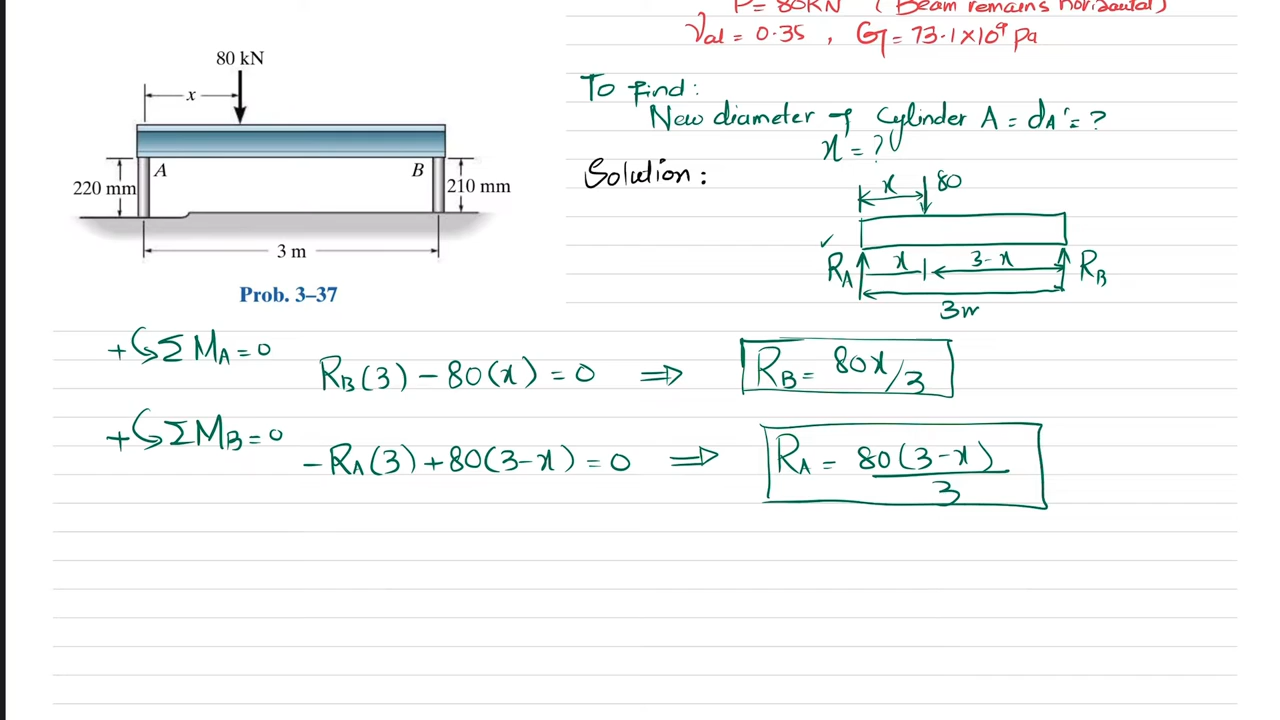 P = 80KN (Beam remains horizontal)
νal = 0.35 , G = 73.1×10⁹ Pa
80 kN
x
A
B
220 mm
210 mm
3 m
Prob. 3–37
To find:
New diameter of Cylinder A = dA' = ?
x = ?
Solution:
x
80
RA
x
3-x
RB
3m
+ ΣMA = 0
RB(3) - 80(x) = 0 ⇒ RB = 80x/3
+ ΣMB = 0
-RA(3) + 80(3-x) = 0 ⇒ RA = 80(3-x)
3